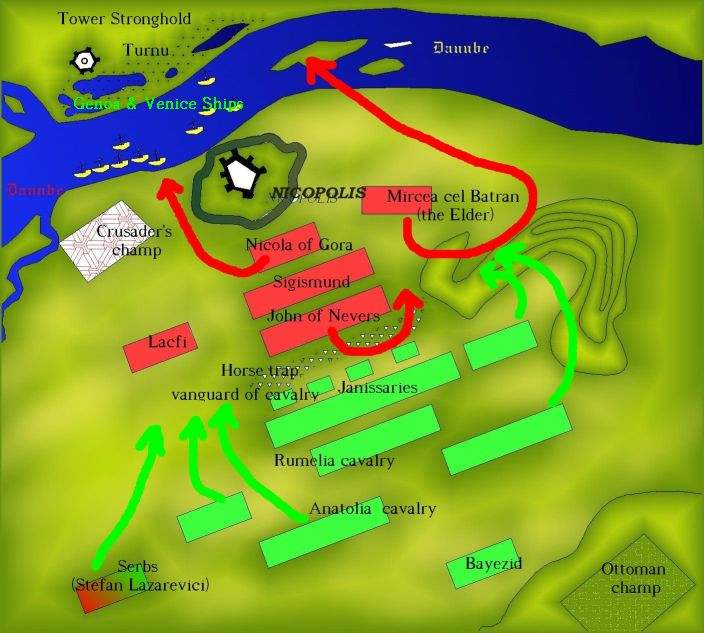 Tower Stronghold
Turnu
Danube
Genoa & Venice Ships
Danube
NICOPOLIS
NICOPOLIS
Mircea cel Batran
(the Elder)
Crusader's
champ
Nicola of Gora
Sigismund
John of Nevers
Lacfi
Horse trap
vanguard of cavalry
Janissaries
Rumelia cavalry
Anatolia cavalry
Serbs
(Stefan Lazarevici)
Bayezid
Ottoman
champ